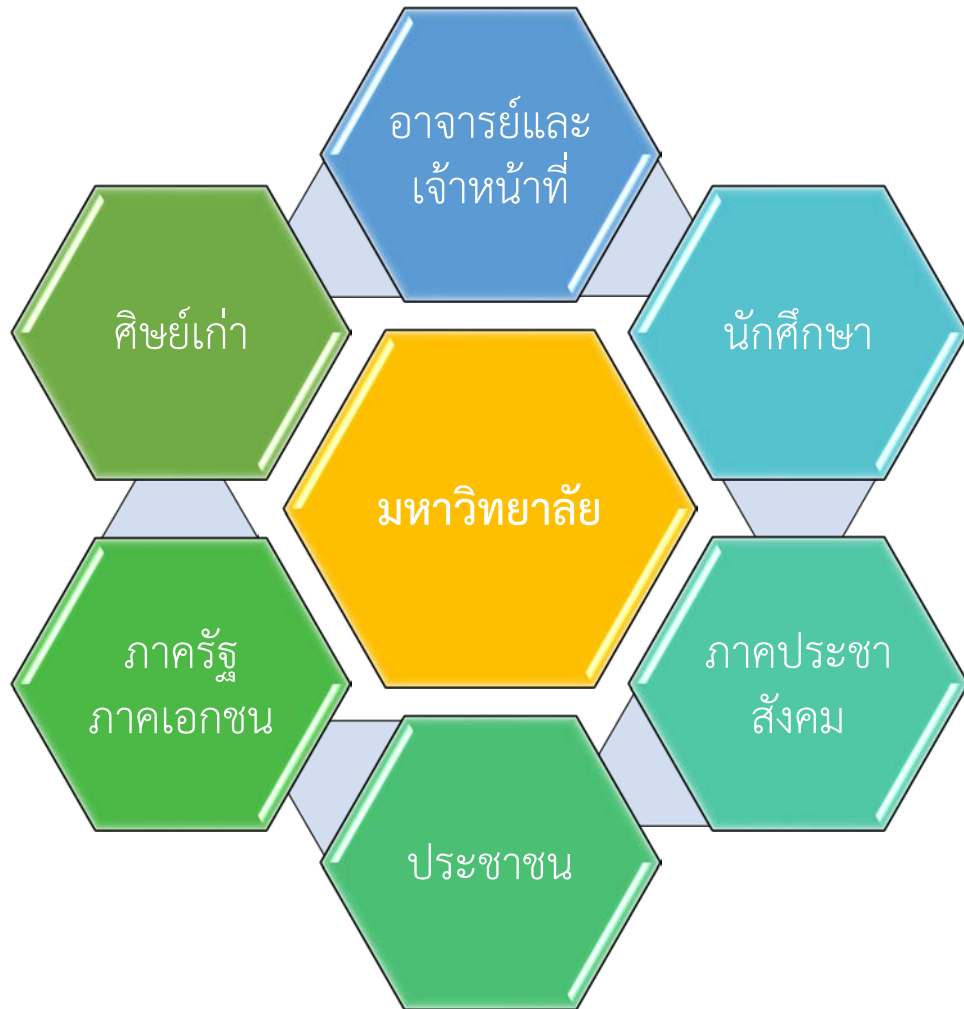 อาจารย์และ
เจ้าหน้าที่
ศิษย์เก่า
นักศึกษา
มหาวิทยาลัย
ภาครัฐ
ภาคเอกชน
ภาคประชา
สังคม
ประชาชน